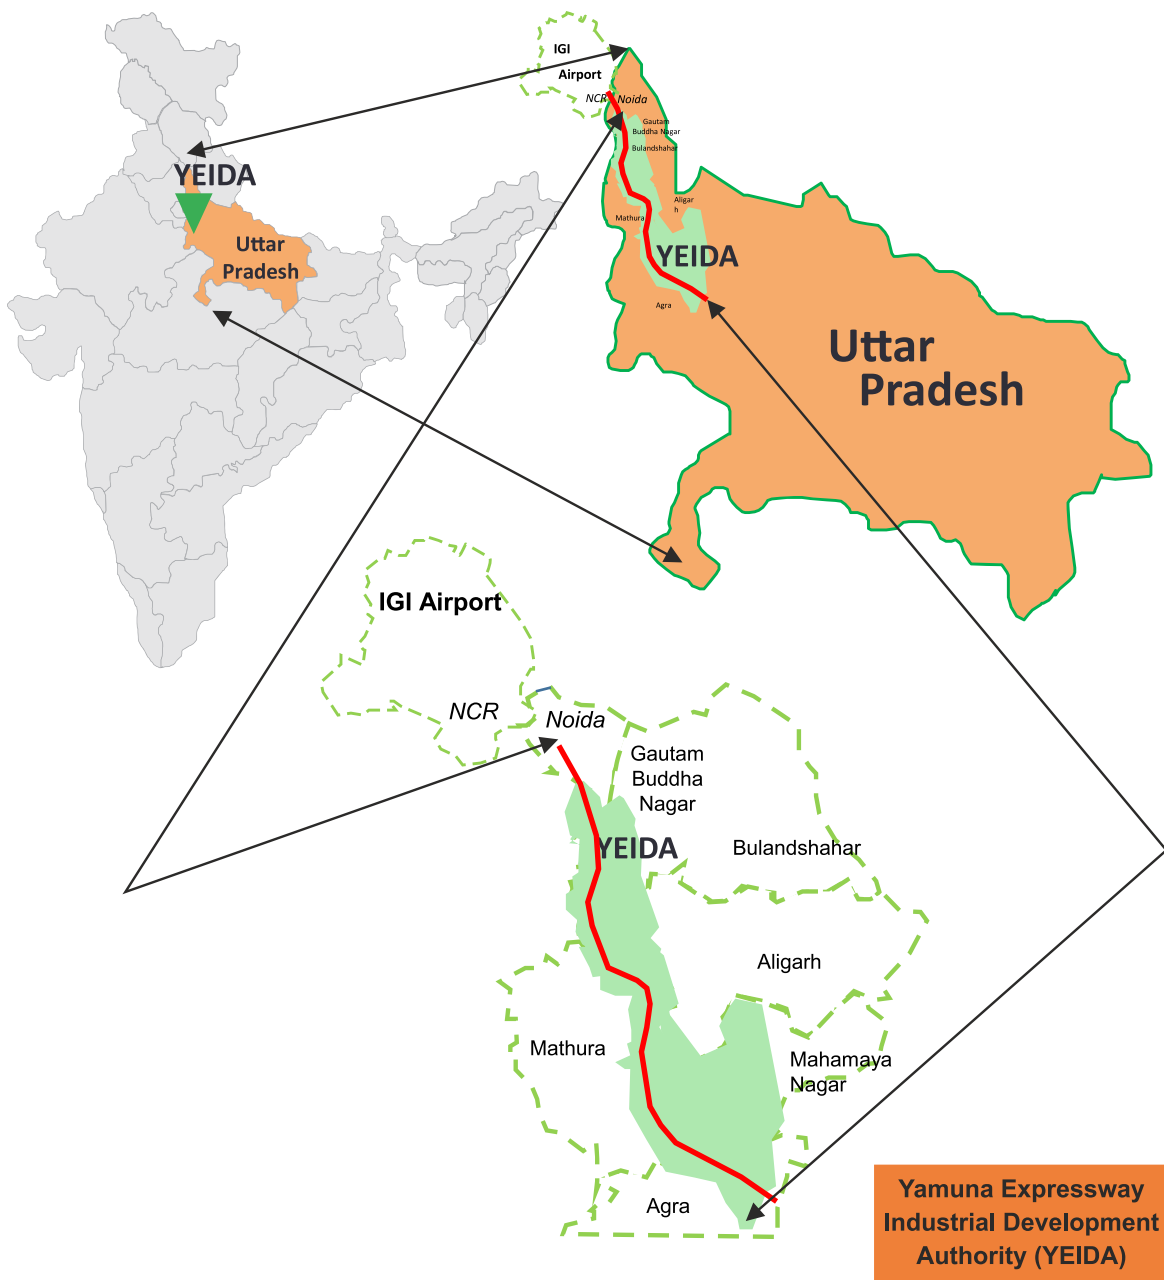 YEIDA
Uttar
Pradesh
IGI
Airport
NCR
Noida
Gautam
Buddha Nagar
Bulandshahar
Aligar
h
Mathura
YEIDA
Agra
Uttar
Pradesh
IGI Airport
NCR
Noida
Gautam
Buddha
Nagar
YEIDA
Bulandshahar
Aligarh
Mathura
Mahamaya
Nagar
Agra
Yamuna Expressway
Industrial Development
Authority (YEIDA)